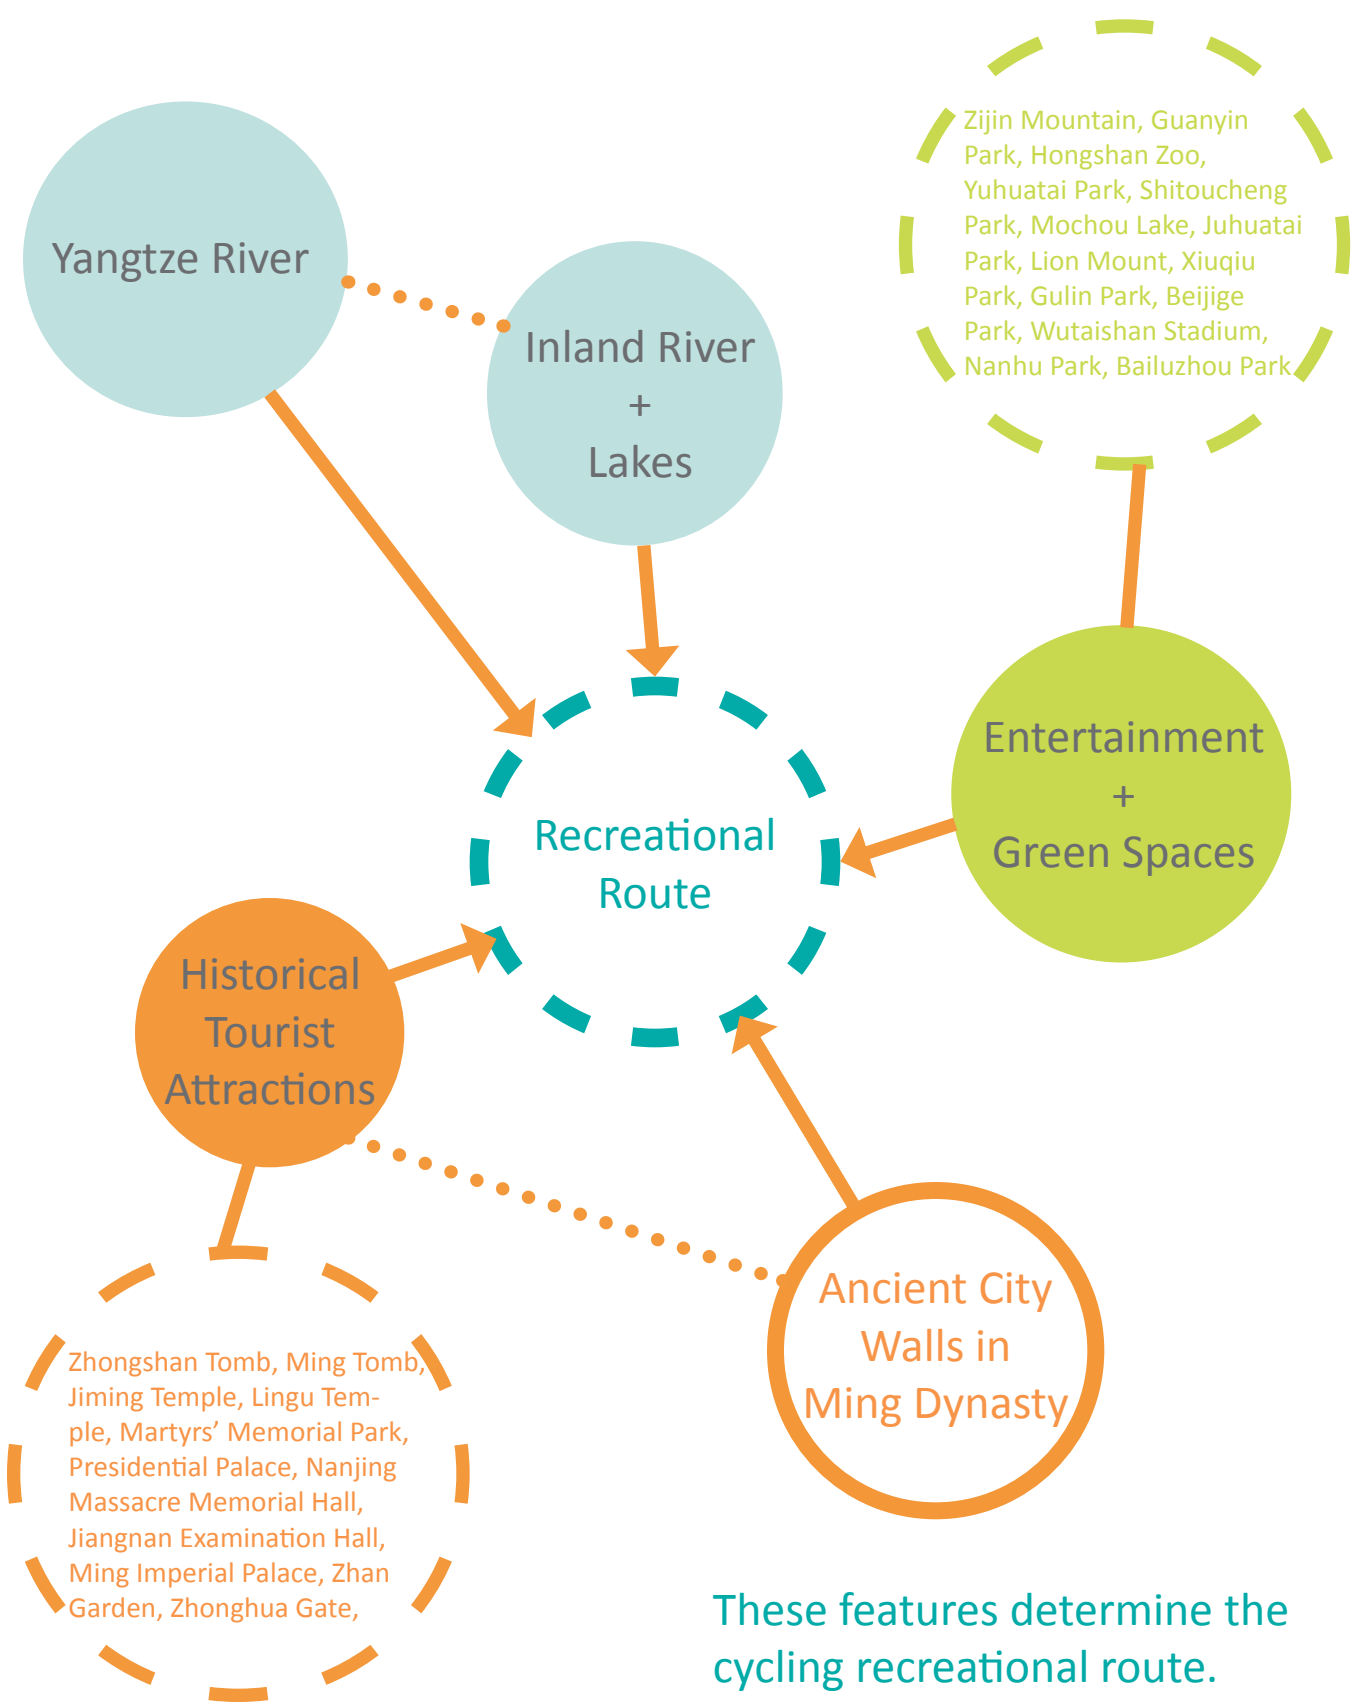 Zijin Mountain, Guanyin
Park, Hongshan Zoo,
Yuhuatai Park, Shitoucheng
Park, Mochou Lake, Juhuatai
Park, Lion Mount, Xiuqiu
Park, Gulin Park, Beijige
Park, Wutaishan Stadium,
Nanhu Park, Bailuzhou Park
Yangtze River
Inland River
+
Lakes
Entertainment
+
Green Spaces
Recreational
Route
Historical
Tourist
Attractions
Ancient City
Walls in
Ming Dynasty
Zhongshan Tomb, Ming Tomb,
Jiming Temple, Lingu Tem-
ple, Martyrs’ Memorial Park,
Presidential Palace, Nanjing
Massacre Memorial Hall,
Jiangnan Examination Hall,
Ming Imperial Palace, Zhan
Garden, Zhonghua Gate,
These features determine the
cycling recreational route.